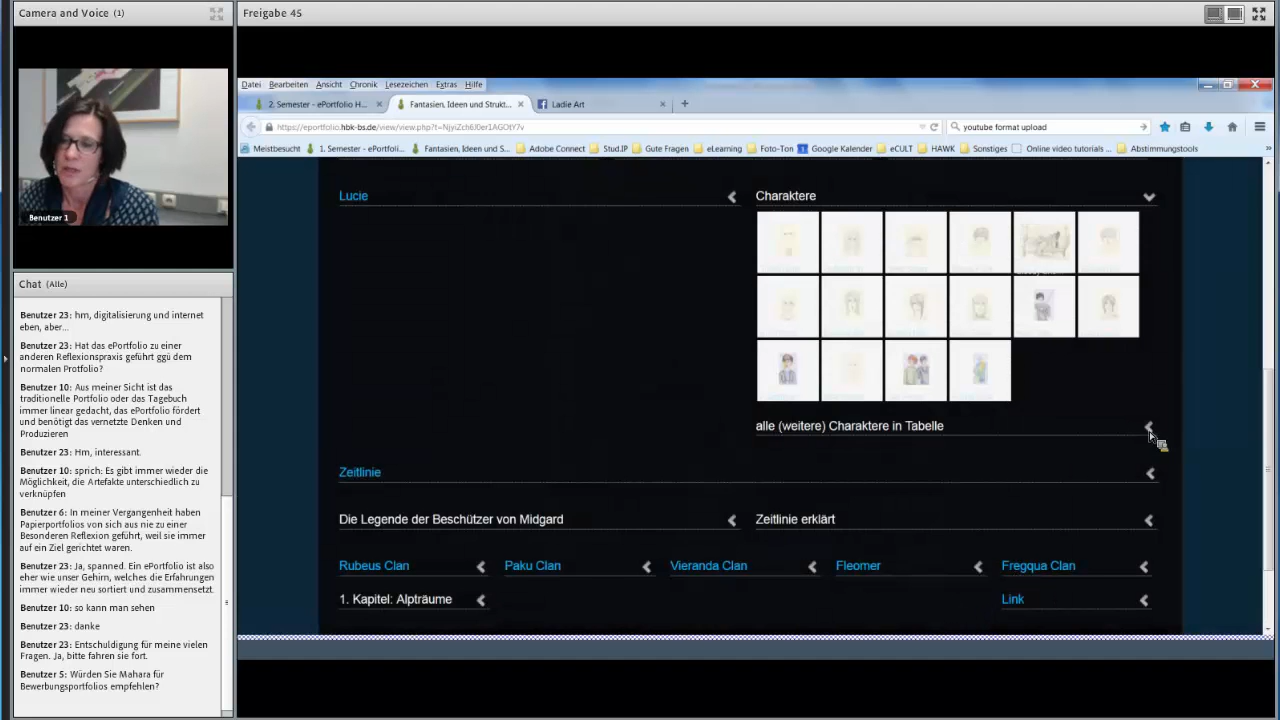 Camera and Voice (1)
Benutzer 1
Chat (Alle)
Benutzer 23: hm, digitalisierung und internet
eben, aber...
Benutzer 23: Hat das ePortfolio zu einer
anderen Reflexionspraxis geführt ggü dem
normalen Protfolio?
Benutzer 10: Aus meiner Sicht ist das
traditionelle Portfolio oder das Tagebuch
immer linear gedacht, das ePortfolio fördert
und benötigt das vernetzte Denken und
Produzieren
Benutzer 23: Hm, interessant.
Benutzer 10: sprich: Es gibt immer wieder die
Möglichkeit, die Artefakte unterschiedlich zu
verknüpfen
Benutzer 6: In meiner Vergangenheit haben
Papierportfolios von sich aus nie zu einer
Besonderen Reflexion geführt, weil sie immer
auf ein Ziel gerichtet waren.
Benutzer 23: Ja, spanned. Ein ePortfolio ist also
eher wie unser Gehirn, welches die Erfahrungen
immer wieder neu sortiert und zusammensetzt.
Benutzer 10: so kann man sehen
Benutzer 23: danke
Benutzer 23: Entschuldigung für meine vielen
Fragen. Ja, bitte fahren sie fort.
Benutzer 5: Würden Sie Mahara für
Bewerbungsportfolios empfehlen?
Freigabe 45
Datei Bearbeiten Ansicht Chronik Lesezeichen Extras Hilfe
2. Semester - ePortfolio H... Fantasien, Ideen und Strukt... Ladie Art
youtube format upload
Meistbesucht 1. Semester - ePortfoli... Fantasien, Ideen und S... Adobe Connect Stud.IP Gute Fragen eLearning Foto-Ton Google Kalender eCULT HAWK Sonstiges Online video tutorials ... Abstimmungstools
Lucie Charaktere
alle (weitere) Charaktere in Tabelle
Zeitlinie
Die Legende der Beschützer von Midgard Zeitlinie erklärt
Rubeus Clan Paku Clan Vieranda Clan Fleomer Fregqua Clan
1. Kapitel: Alpträume Link